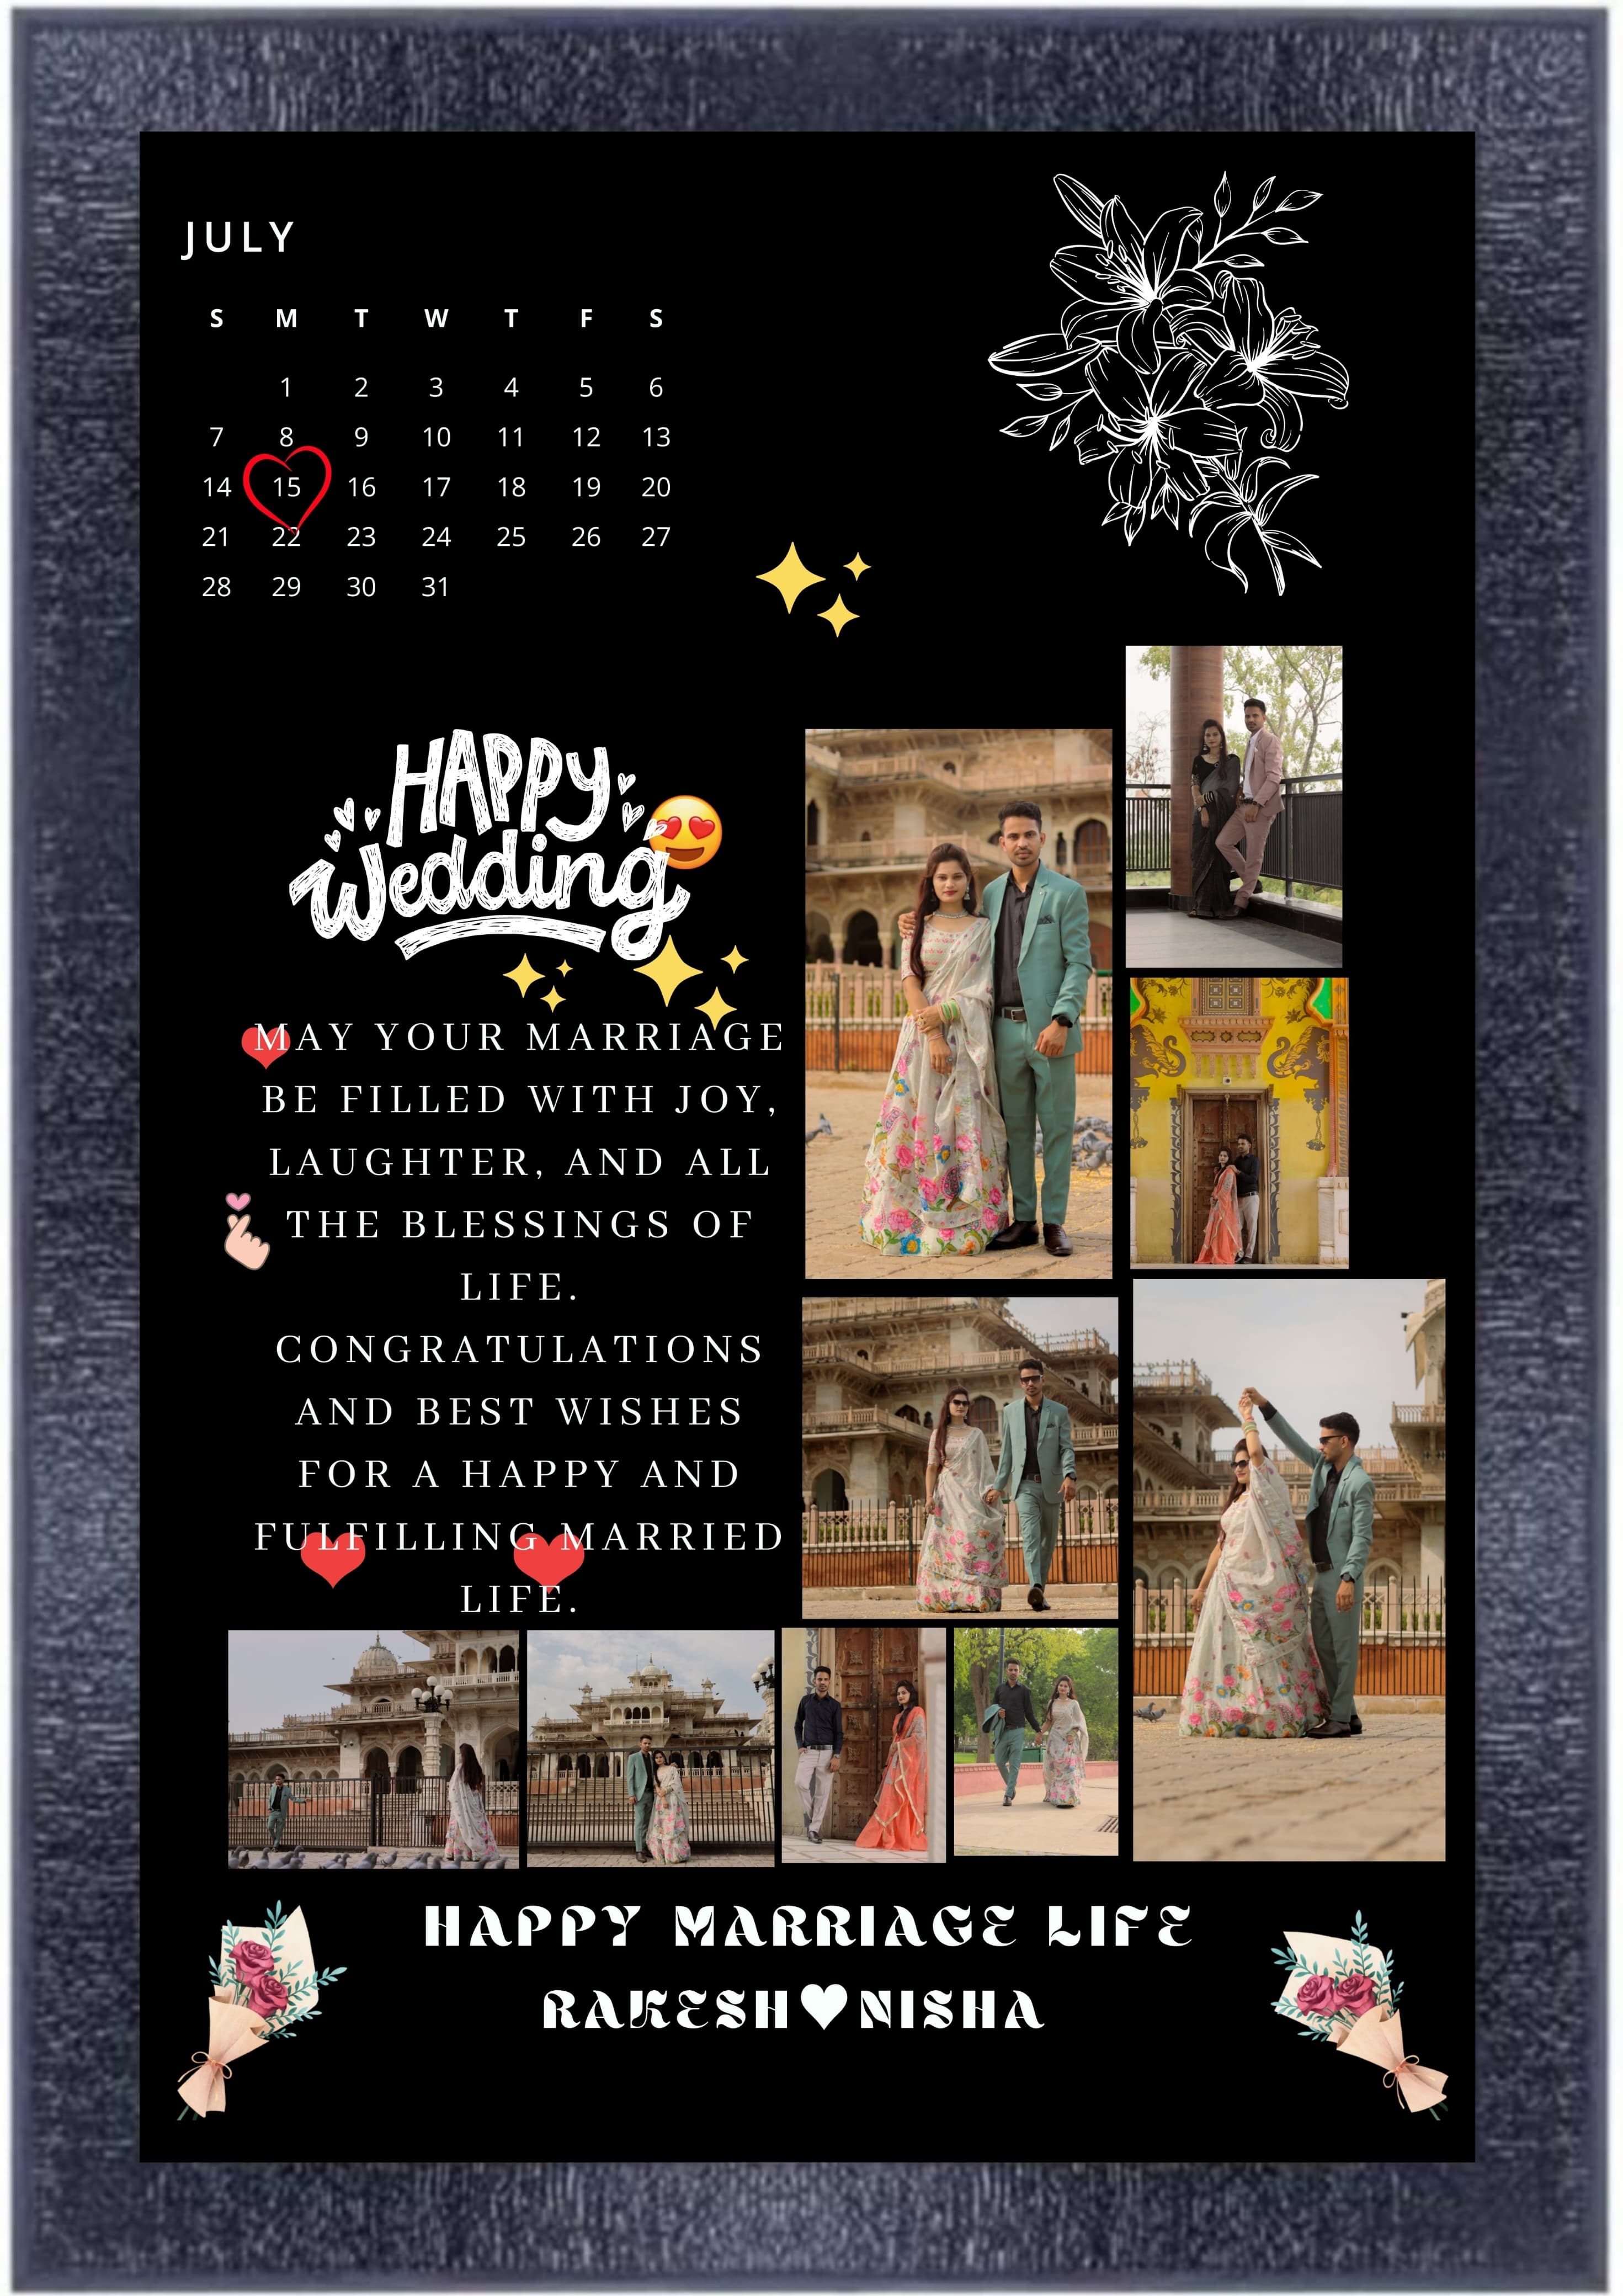 JULY
S M T W T F S
1 2 3 4 5 6
7 8 9 10 11 12 13
14 15 16 17 18 19 20
21 22 23 24 25 26 27
28 29 30 31
HAPPY
Wedding
MAY YOUR MARRIAGE
BE FILLED WITH JOY,
LAUGHTER, AND ALL
THE BLESSINGS OF
LIFE.
CONGRATULATIONS
AND BEST WISHES
FOR A HAPPY AND
FULFILLING MARRIED
LIFE.
HAPPY MARRIAGE LIFE
RAKESH♥NISHA